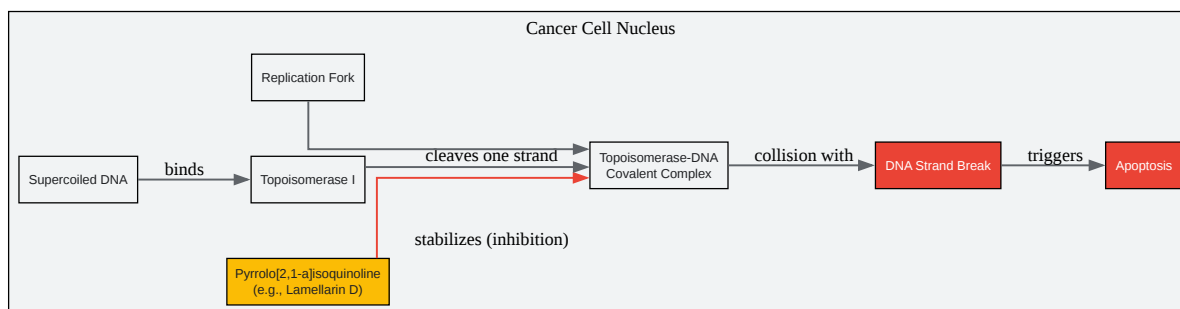 Cancer Cell Nucleus
Replication Fork
Supercoiled DNA
binds
Topoisomerase I
cleaves one strand
Topoisomerase-DNA
Covalent Complex
collision with
DNA Strand Break
triggers
Apoptosis
stabilizes (inhibition)
Pyrrolo[2,1-a]isoquinoline
(e.g., Lamellarin D)